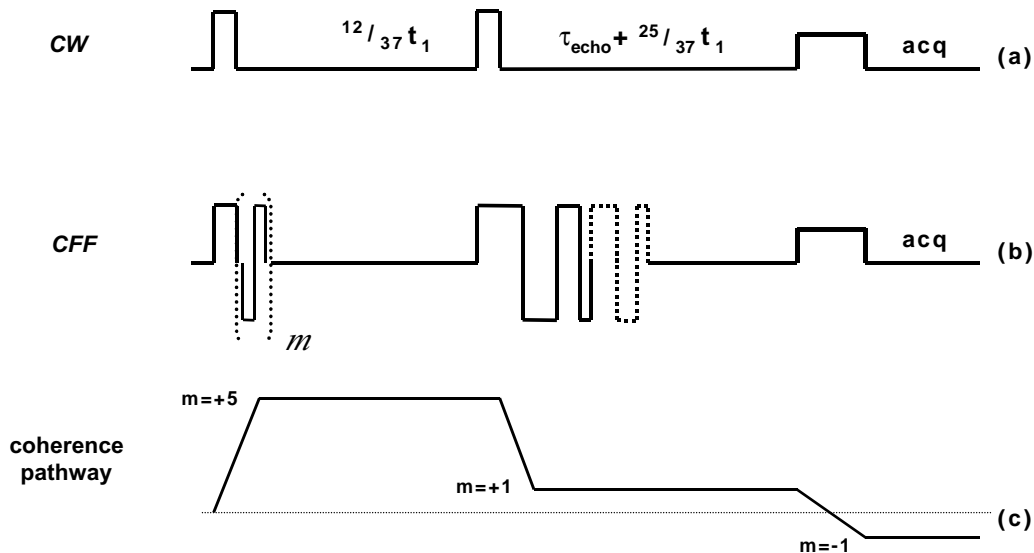 CW
12/37 t1
τecho + 25/37 t1
acq
(a)
CFF
m
acq
(b)
coherence
pathway
m=+5
m=+1
m=-1
(c)